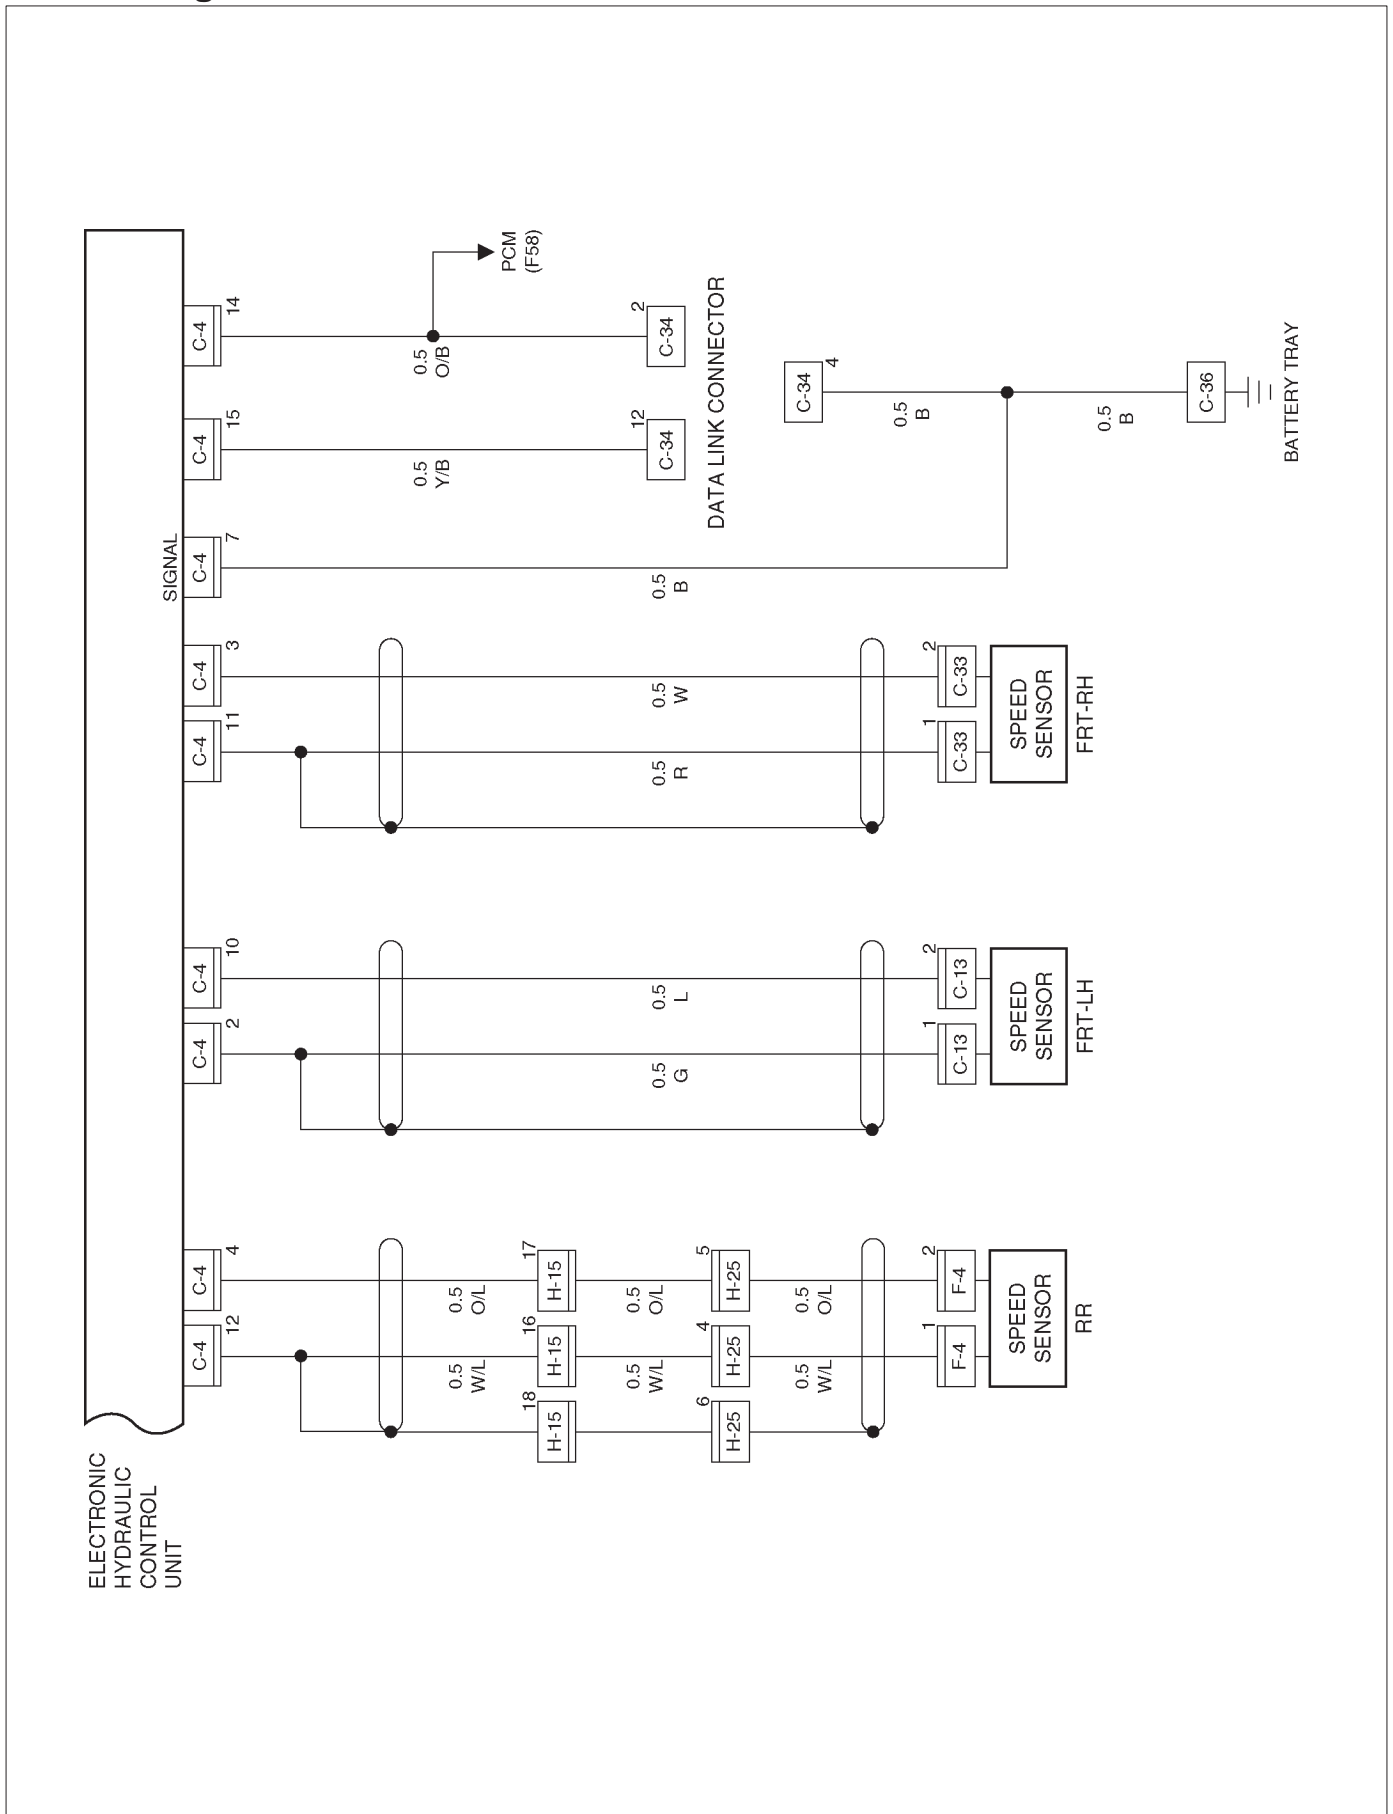 ELECTRONIC
HYDRAULIC
CONTROL
UNIT
SIGNAL
C-4 C-4 C-4 C-4 C-4 C-4 C-4 C-4 C-4
12 4 2 10 11 3 7 15 14
0.5 0.5
Y/B O/B
0.5 0.5
W/L O/L
PCM
(F58)
18 16 17
H-15 H-15 H-15
0.5 0.5
W/L O/L
12 2
C-34 C-34
0.5 0.5 0.5 0.5 0.5
G L R W B
DATA LINK CONNECTOR
6 4 5
H-25 H-25 H-25
0.5 0.5
W/L O/L
C-34
4
0.5
B
1 2 1 2 1 2
F-4 F-4 C-13 C-13 C-33 C-33
SPEED SPEED SPEED
SENSOR SENSOR SENSOR
RR FRT-LH FRT-RH
0.5
B
C-36
BATTERY TRAY